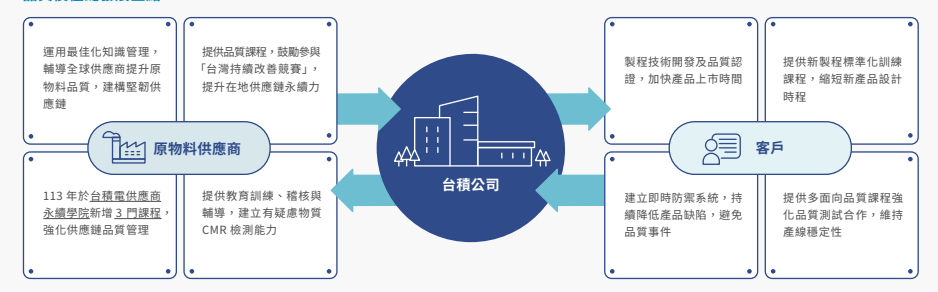 運用最佳化知識管理，
輔導全球供應商提升原
物料品質，建構堅韌供
應鏈
提供品質課程，鼓勵參與
「台灣持續改善競賽」，
提升在地供應鏈永續力
原物料供應商
113 年於台積電供應商
永續學院新增 3 門課程，
強化供應鏈品質管理
提供教育訓練、稽核與
輔導，建立有疑慮物質
CMR 檢測能力
台積公司
製程技術開發及品質認
證，加快產品上市時間
提供新製程標準化訓練
課程，縮短新產品設計
時程
客戶
建立即時防禦系統，持
續降低產品缺陷，避免
品質事件
提供多面向品質課程強
化品質測試合作，維持
產線穩定性